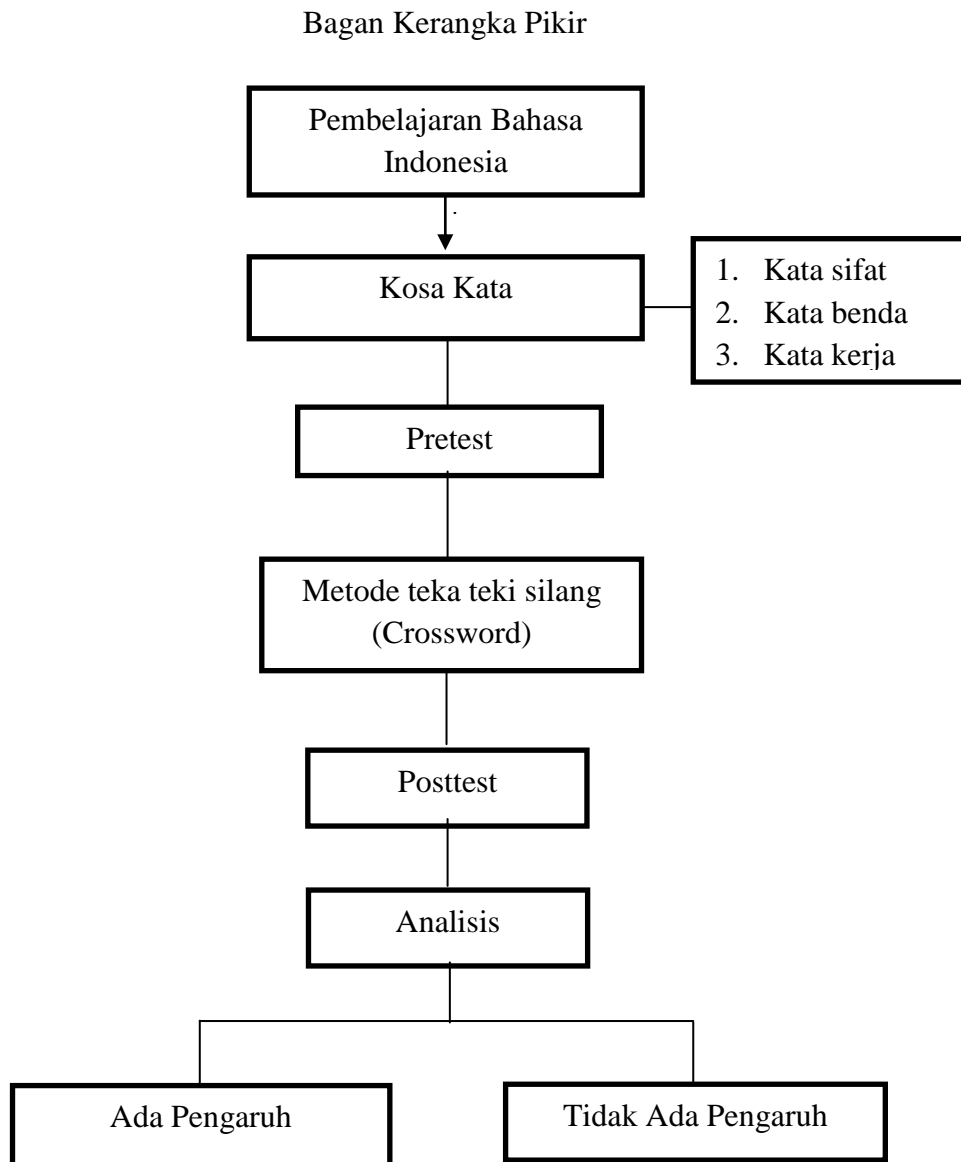 Bagan Kerangka Pikir
Pembelajaran Bahasa
Indonesia
.
Kosa Kata
1. Kata sifat
2. Kata benda
3. Kata kerja
Pretest
Metode teka teki silang
(Crossword)
Posttest
Analisis
Ada Pengaruh
Tidak Ada Pengaruh